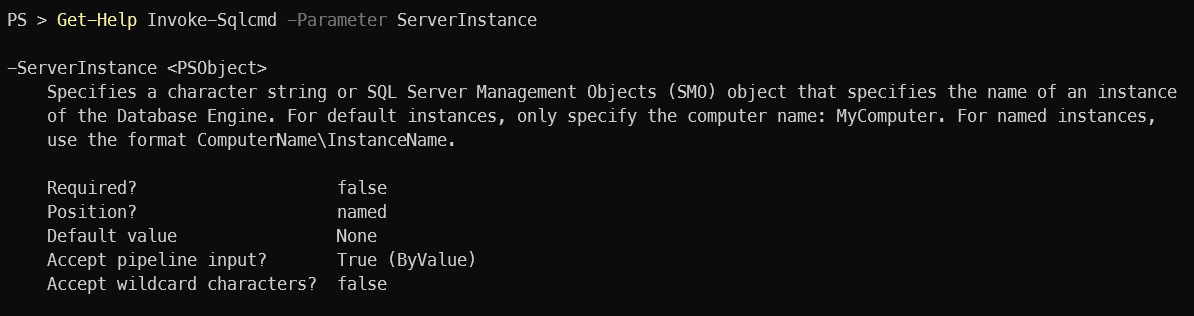 PS > Get-Help Invoke-Sqlcmd -Parameter ServerInstance
-ServerInstance <PSObject>
Specifies a character string or SQL Server Management Objects (SMO) object that specifies the name of an instance
of the Database Engine. For default instances, only specify the computer name: MyComputer. For named instances,
use the format ComputerName\InstanceName.
Required? false
Position? named
Default value None
Accept pipeline input? True (ByValue)
Accept wildcard characters? false